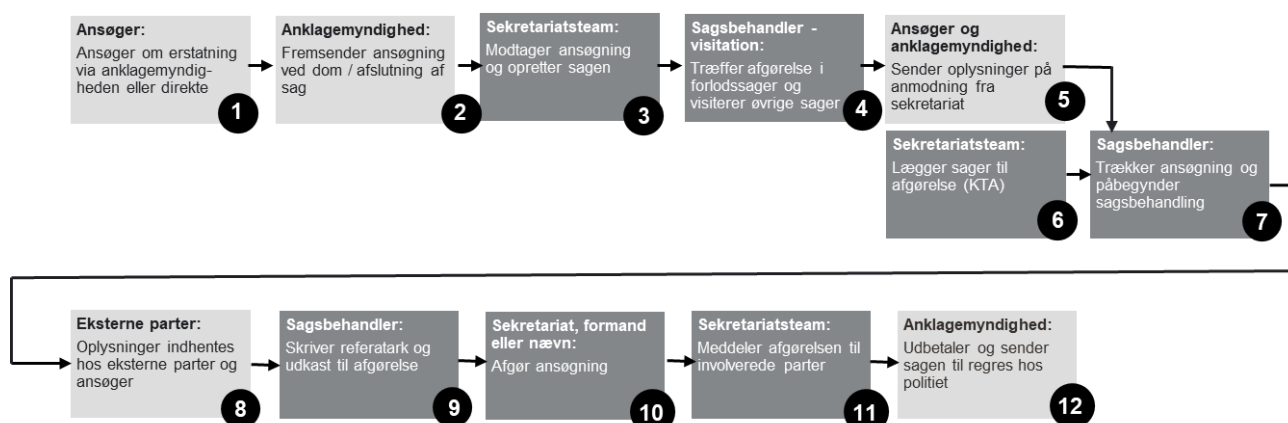 Ansøger:
Ansøger om erstatning
via anklagemyndig-
heden eller direkte
1
Anklagemyndighed:
Fremsender ansøgning
ved dom / afslutning af
sag
2
Sekretariatsteam:
Modtager ansøgning
og opretter sagen
3
Sagsbehandler -
visitation:
Træffer afgørelse i
forlodssager og
visiterer øvrige sager
4
Ansøger og
anklagemyndighed:
Sender oplysninger på
anmodning fra
sekretariat
5
Sekretariatsteam:
Lægger sager til
afgørelse (KTA)
6
Sagsbehandler:
Trækker ansøgning og
påbegynder
sagsbehandling
7
Eksterne parter:
Oplysninger indhentes
hos eksterne parter og
ansøger
8
Sagsbehandler:
Skriver referatark og
udkast til afgørelse
9
Sekretariat, formand
eller nævn:
Afgør ansøgning
10
Sekretariatsteam:
Meddeler afgørelsen til
involverede parter
11
Anklagemyndighed:
Udbetaler og sender
sagen til regres hos
politiet
12